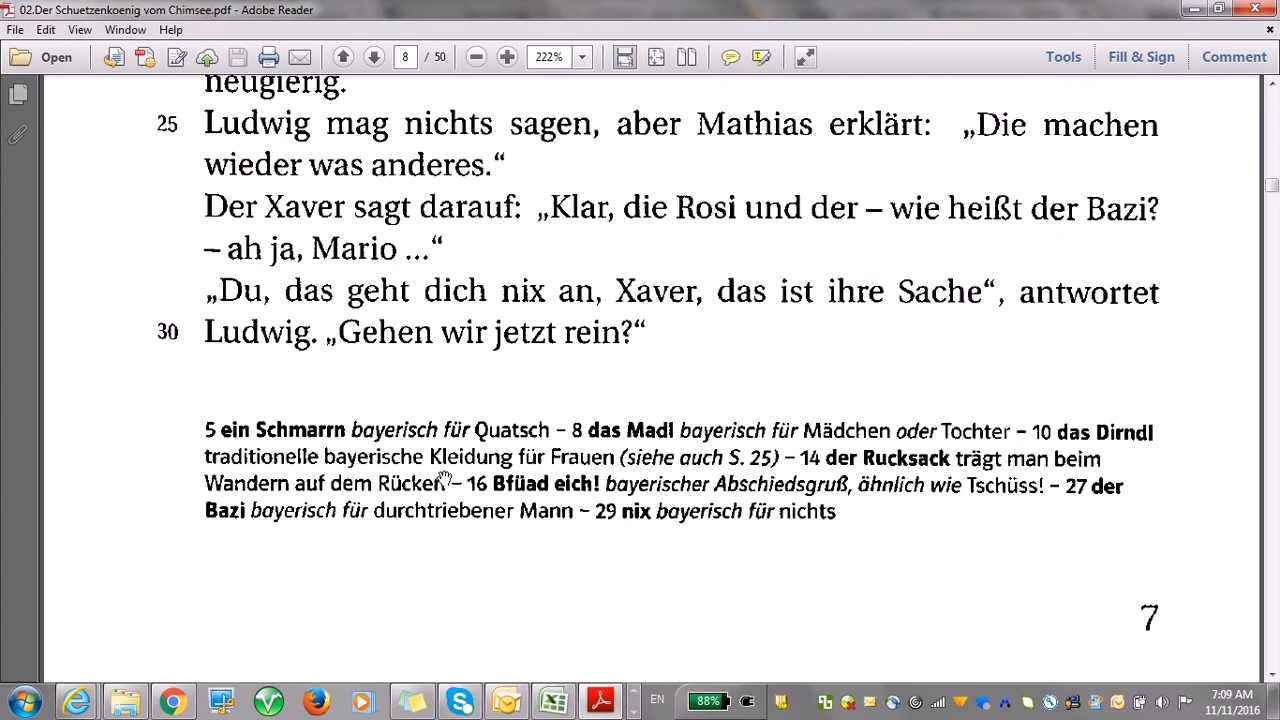 02.Der Schuetzenkoenig vom Chimsee.pdf - Adobe Reader
File Edit View Window Help
Open 8 / 50 222% Tools Fill & Sign Comment
neugierig.
25 Ludwig mag nichts sagen, aber Mathias erklärt: „Die machen
wieder was anderes.“
Der Xaver sagt darauf: „Klar, die Rosi und der – wie heißt der Bazi?
– ah ja, Mario ...“
„Du, das geht dich nix an, Xaver, das ist ihre Sache“, antwortet
30 Ludwig. „Gehen wir jetzt rein?“
5 ein Schmarrn bayerisch für Quatsch – 8 das Madl bayerisch für Mädchen oder Tochter – 10 das Dirndl
traditionelle bayerische Kleidung für Frauen (siehe auch S. 25) – 14 der Rucksack trägt man beim
Wandern auf dem Rücken – 16 Bfüad eich! bayerischer Abschiedsgruß, ähnlich wie Tschüss! – 27 der
Bazi bayerisch für durchtriebener Mann – 29 nix bayerisch für nichts
7
EN 88% 7:09 AM
11/11/2016